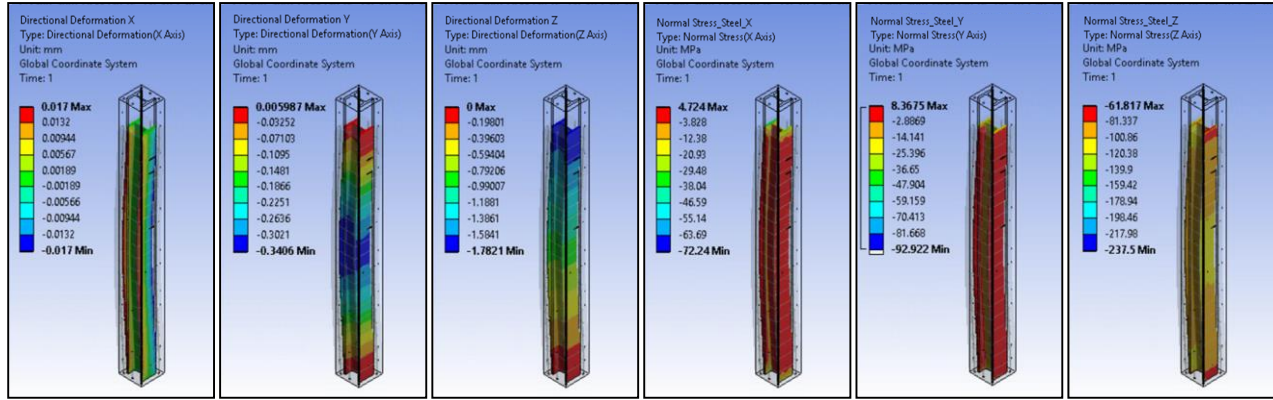 Directional Deformation X
Type: Directional Deformation(X Axis)
Unit: mm
Global Coordinate System
Time: 1
0.017 Max
0.0132
0.00944
0.00567
0.00189
-0.00189
-0.00566
-0.00944
-0.0132
-0.017 Min
Directional Deformation Y
Type: Directional Deformation(Y Axis)
Unit: mm
Global Coordinate System
Time: 1
0.005987 Max
-0.03252
-0.07103
-0.1095
-0.1481
-0.1866
-0.2251
-0.2636
-0.3021
-0.3406 Min
Directional Deformation Z
Type: Directional Deformation(Z Axis)
Unit: mm
Global Coordinate System
Time: 1
0 Max
-0.19801
-0.39603
-0.59404
-0.79206
-0.99007
-1.1881
-1.3861
-1.5841
-1.7821 Min
Normal Stress_Steel_X
Type: Normal Stress(X Axis)
Unit: MPa
Global Coordinate System
Time: 1
4.724 Max
-3.828
-12.38
-20.93
-29.48
-38.04
-46.59
-55.14
-63.69
-72.24 Min
Normal Stress_Steel_Y
Type: Normal Stress(Y Axis)
Unit: MPa
Global Coordinate System
Time: 1
8.3675 Max
-2.8869
-14.141
-25.396
-36.65
-47.904
-59.159
-70.413
-81.668
-92.922 Min
Normal Stress_Steel_Z
Type: Normal Stress(Z Axis)
Unit: MPa
Global Coordinate System
Time: 1
-61.817 Max
-81.337
-100.86
-120.38
-139.9
-159.42
-178.94
-198.46
-217.98
-237.5 Min